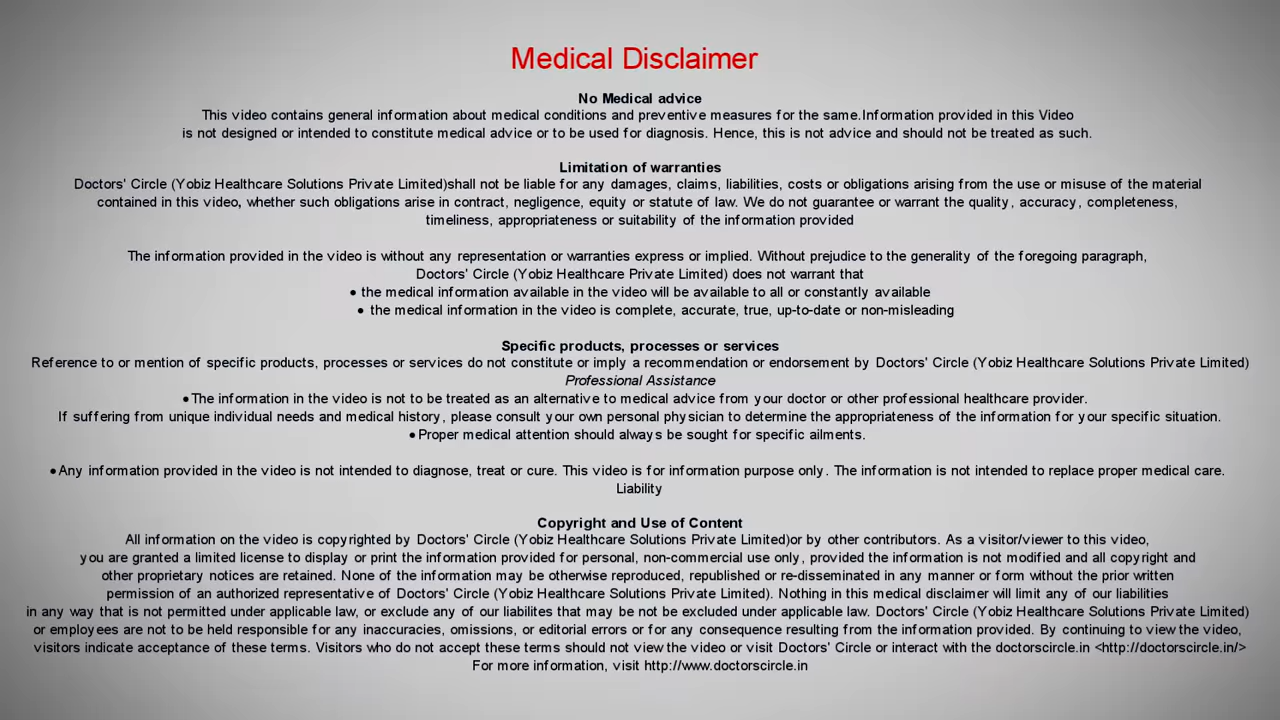 Medical Disclaimer
No Medical advice
This video contains general information about medical conditions and preventive measures for the same.Information provided in this Video
is not designed or intended to constitute medical advice or to be used for diagnosis. Hence, this is not advice and should not be treated as such.
Limitation of warranties
Doctors' Circle (Yobiz Healthcare Solutions Private Limited)shall not be liable for any damages, claims, liabilities, costs or obligations arising from the use or misuse of the material
contained in this video, whether such obligations arise in contract, negligence, equity or statute of law. We do not guarantee or warrant the quality, accuracy, completeness,
timeliness, appropriateness or suitability of the information provided
The information provided in the video is without any representation or warranties express or implied. Without prejudice to the generality of the foregoing paragraph,
Doctors' Circle (Yobiz Healthcare Private Limited) does not warrant that
• the medical information available in the video will be available to all or constantly available
• the medical information in the video is complete, accurate, true, up-to-date or non-misleading
Specific products, processes or services
Reference to or mention of specific products, processes or services do not constitute or imply a recommendation or endorsement by Doctors' Circle (Yobiz Healthcare Solutions Private Limited)
Professional Assistance
•The information in the video is not to be treated as an alternative to medical advice from your doctor or other professional healthcare provider.
If suffering from unique individual needs and medical history, please consult your own personal physician to determine the appropriateness of the information for your specific situation.
•Proper medical attention should always be sought for specific ailments.
•Any information provided in the video is not intended to diagnose, treat or cure. This video is for information purpose only. The information is not intended to replace proper medical care.
Liability
Copyright and Use of Content
All information on the video is copyrighted by Doctors' Circle (Yobiz Healthcare Solutions Private Limited)or by other contributors. As a visitor/viewer to this video,
you are granted a limited license to display or print the information provided for personal, non-commercial use only, provided the information is not modified and all copyright and
other proprietary notices are retained. None of the information may be otherwise reproduced, republished or re-disseminated in any manner or form without the prior written
permission of an authorized representative of Doctors' Circle (Yobiz Healthcare Solutions Private Limited). Nothing in this medical disclaimer will limit any of our liabilities
in any way that is not permitted under applicable law, or exclude any of our liabilites that may be not be excluded under applicable law. Doctors' Circle (Yobiz Healthcare Solutions Private Limited)
or employees are not to be held responsible for any inaccuracies, omissions, or editorial errors or for any consequence resulting from the information provided. By continuing to view the video,
visitors indicate acceptance of these terms. Visitors who do not accept these terms should not view the video or visit Doctors' Circle or interact with the doctorscircle.in <http://doctorscircle.in/>
For more information, visit http://www.doctorscircle.in